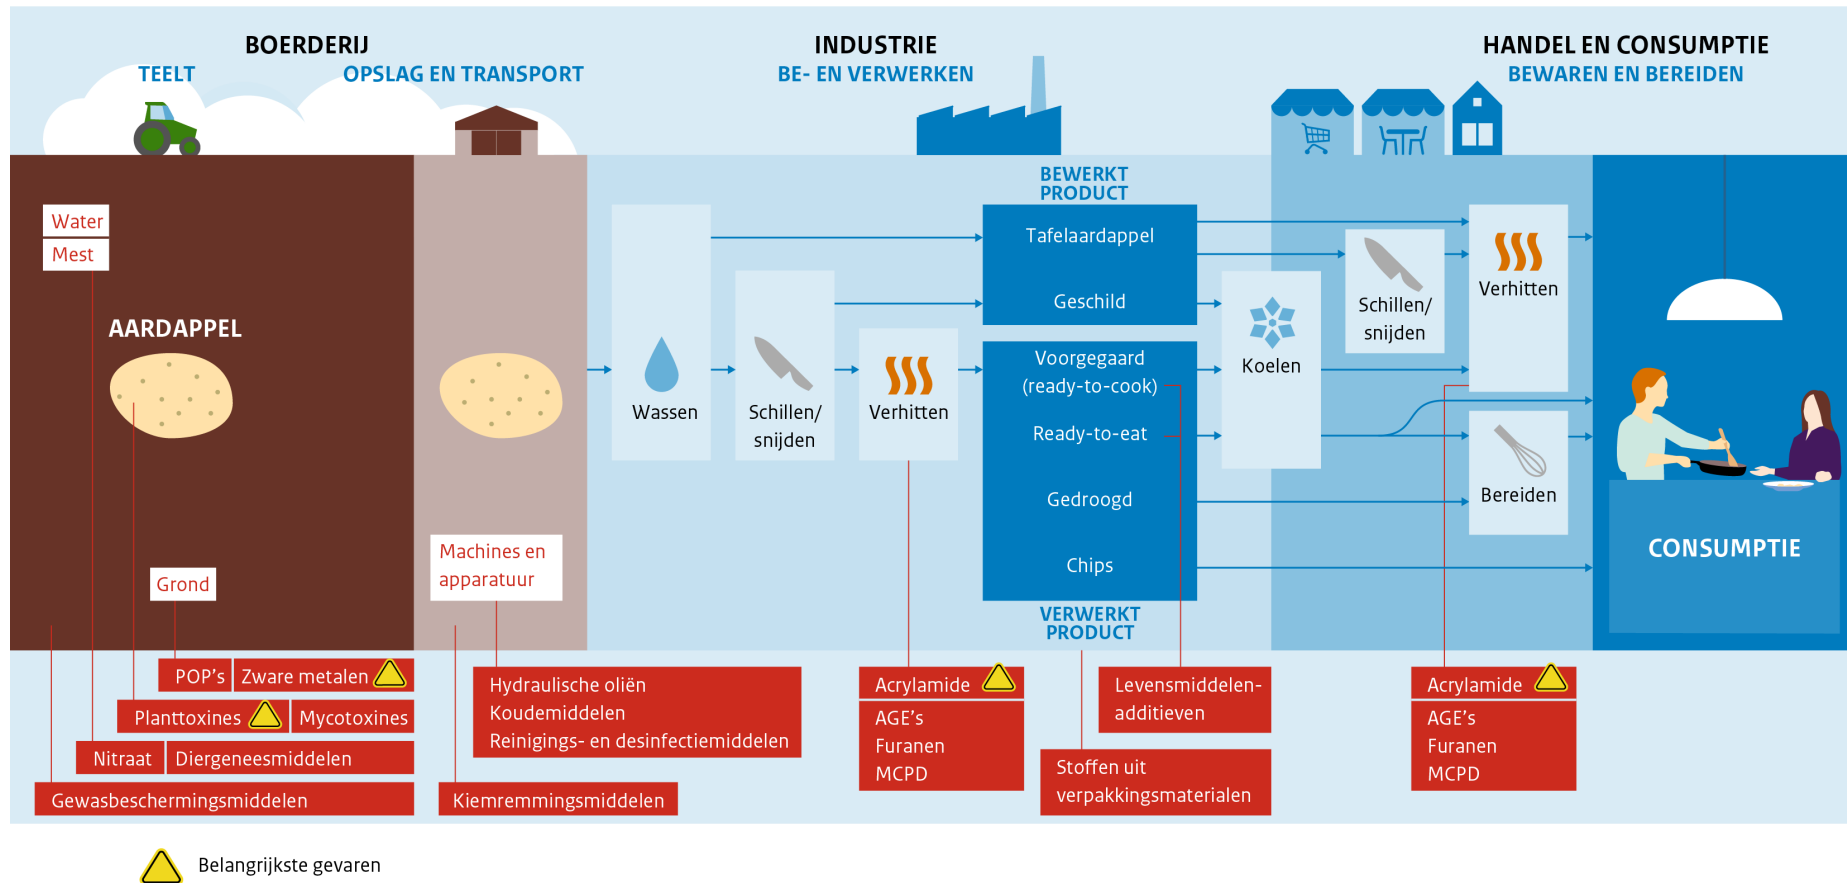 BOERDERIJ
TEELT
OPSLAG EN TRANSPORT
INDUSTRIE
BE- EN VERWERKEN
HANDEL EN CONSUMPTIE
BEWAREN EN BEREIDEN
Water
Mest
AARDAPPEL
Grond
Machines en
apparatuur
Wassen
Schillen/
snijden
Verhitten
BEWERKT
PRODUCT
Tafelaardappel
Geschild
Voorgegaard
(ready-to-cook)
Ready-to-eat
Gedroogd
Chips
VERWERKT
PRODUCT
Koelen
Schillen/
snijden
Verhitten
Bereiden
CONSUMPTIE
POP's
Zware metalen
Planttoxines
Mycotoxines
Nitraat
Diergeneesmiddelen
Gewasbeschermingsmiddelen
Hydraulische oliën
Koudemiddelen
Reinigings- en desinfectiemiddelen
Kiemremmingsmiddelen
Acrylamide
AGE's
Furanen
MCPD
Levensmiddelen-
additieven
Stoffen uit
verpakkingsmaterialen
Acrylamide
AGE's
Furanen
MCPD
Belangrijkste gevaren